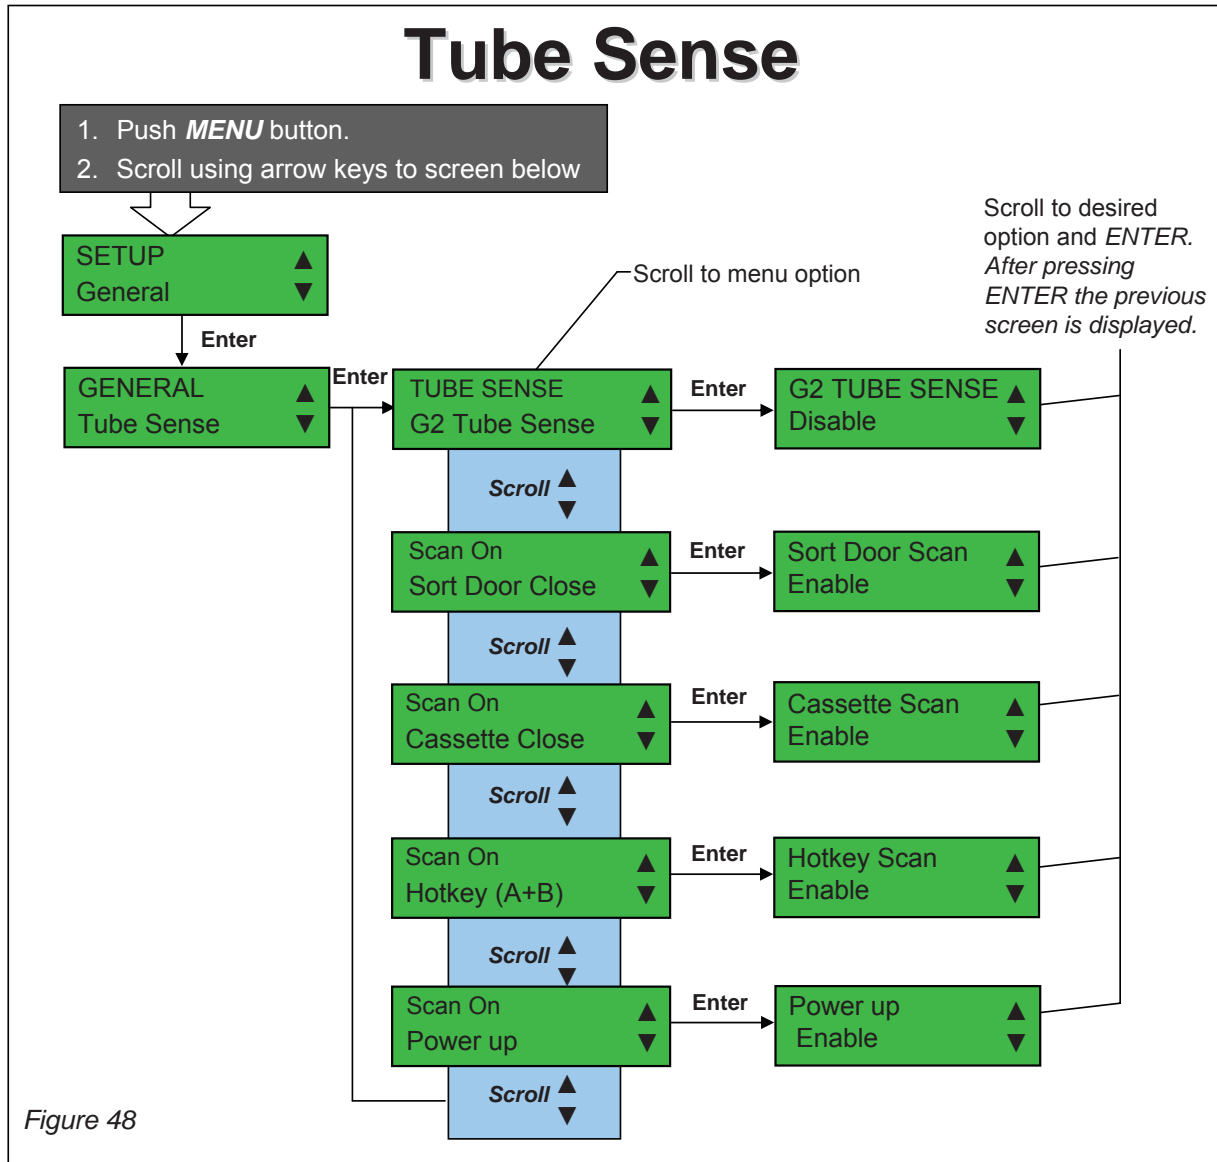 Tube Sense
1. Push MENU button.
2. Scroll using arrow keys to screen below
SETUP
General
Enter
GENERAL
Tube Sense
Enter
Scroll to menu option
TUBE SENSE
G2 Tube Sense
Enter
G2 TUBE SENSE
Disable
Scroll to desired
option and ENTER.
After pressing
ENTER the previous
screen is displayed.
Scroll
Scan On
Sort Door Close
Enter
Sort Door Scan
Enable
Scroll
Scan On
Cassette Close
Enter
Cassette Scan
Enable
Scroll
Scan On
Hotkey (A+B)
Enter
Hotkey Scan
Enable
Scroll
Scan On
Power up
Enter
Power up
Enable
Scroll
Figure 48